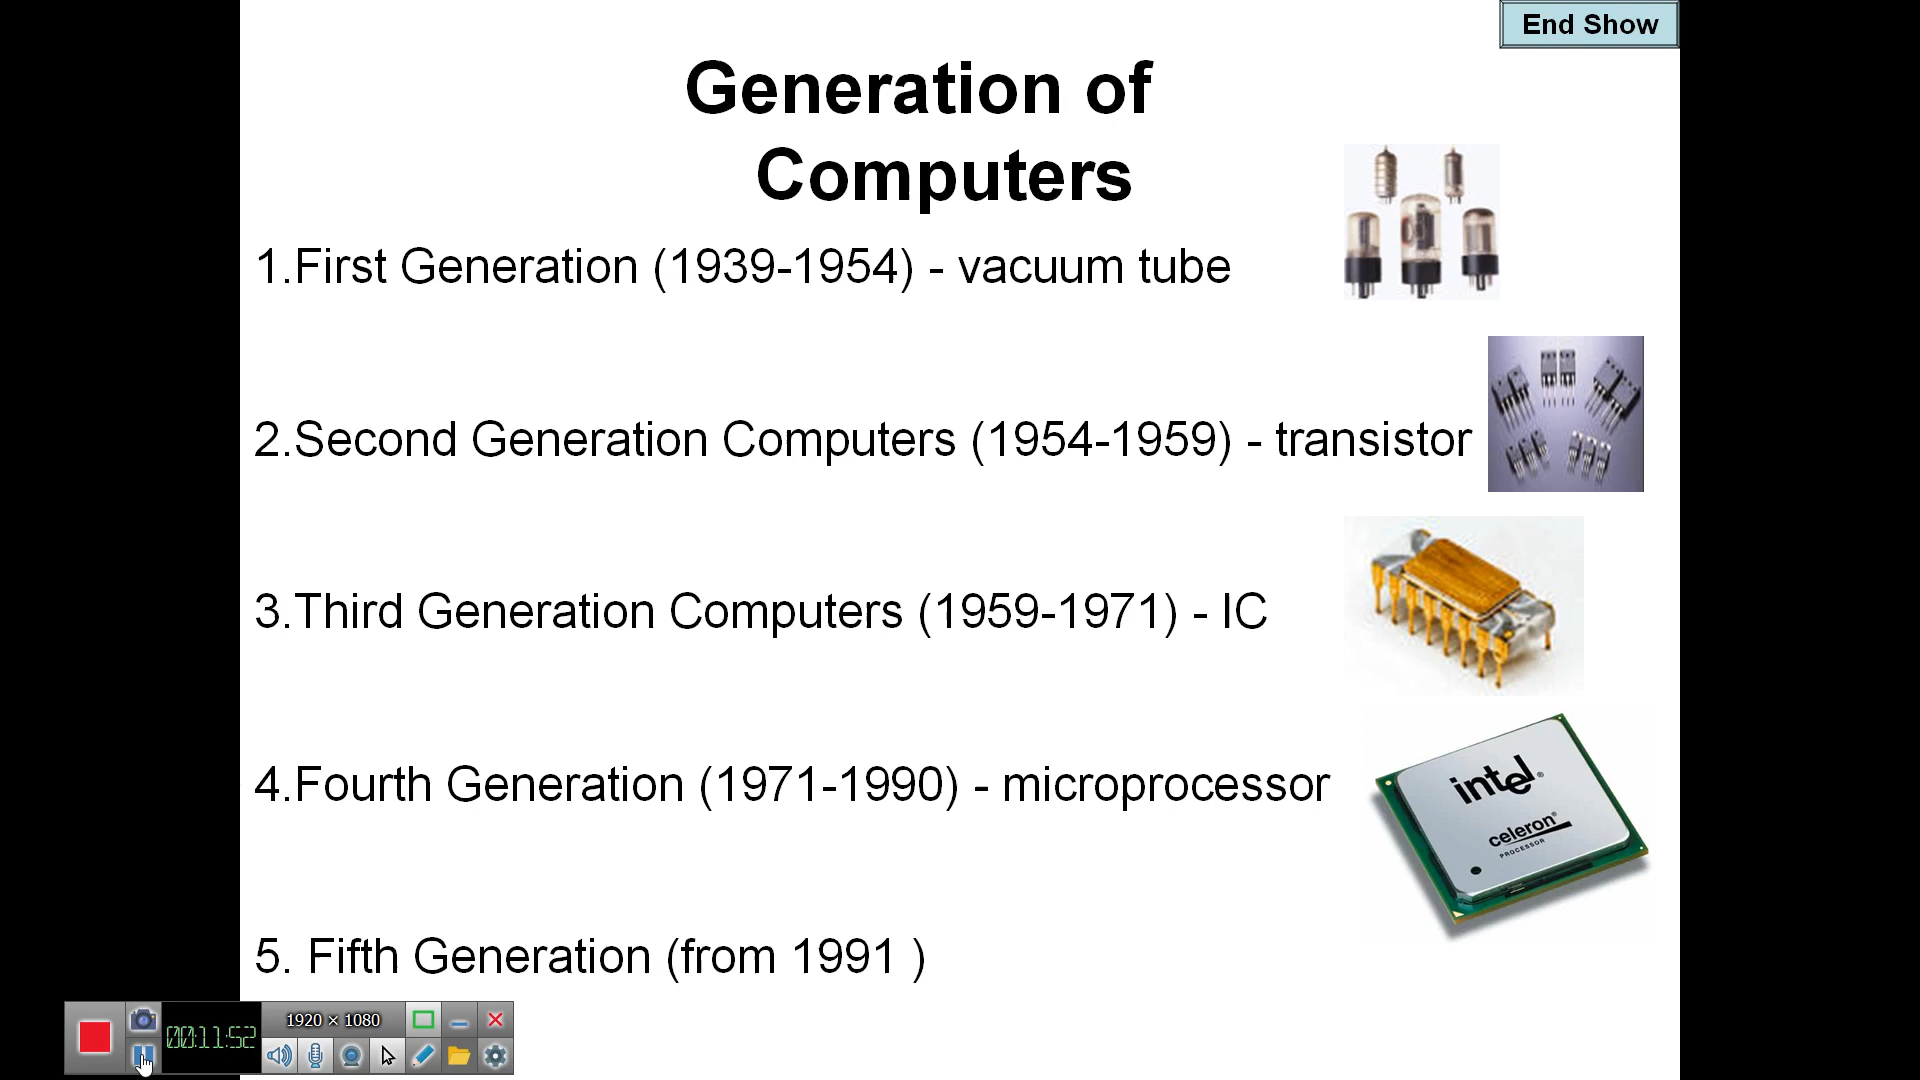 End Show
Generation of
Computers
1.First Generation (1939-1954) - vacuum tube
2.Second Generation Computers (1954-1959) - transistor
3.Third Generation Computers (1959-1971) - IC
4.Fourth Generation (1971-1990) - microprocessor
intel®
celeron®
PROCESSOR
5. Fifth Generation (from 1991 )
1920 × 1080
00:11:52